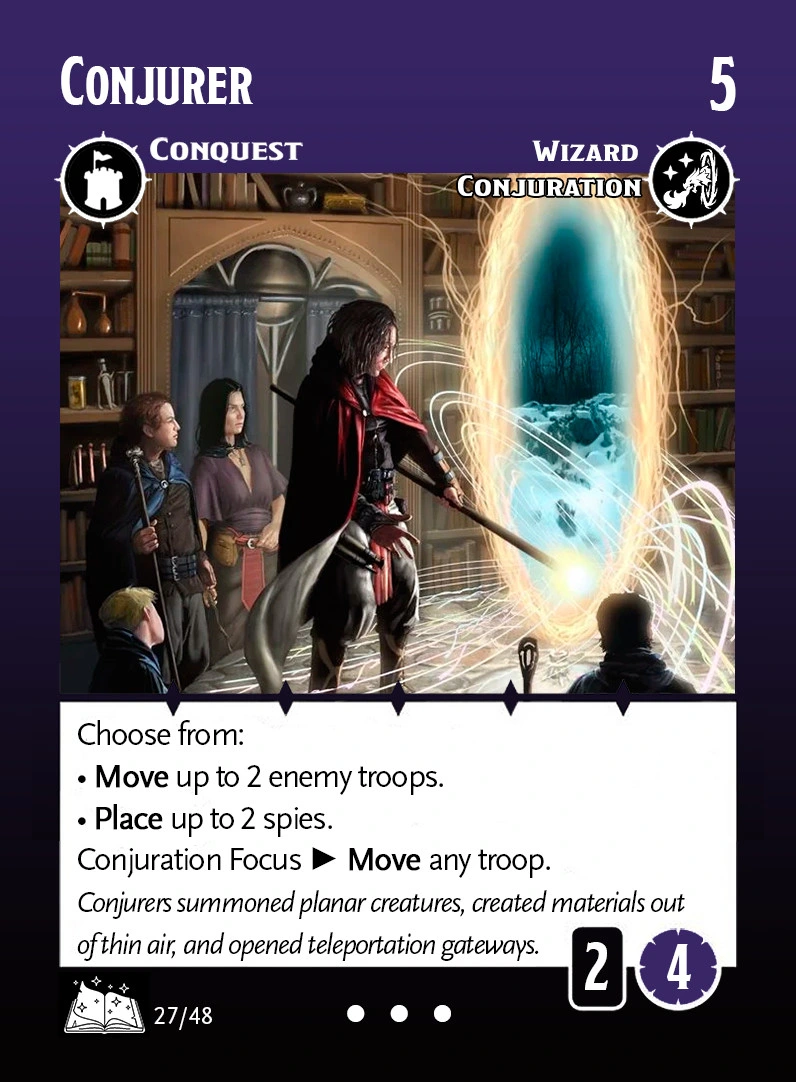 Conjurer 5
Conquest
Wizard
Conjuration
Choose from:
• Move up to 2 enemy troops.
• Place up to 2 spies.
Conjuration Focus ► Move any troop.
Conjurers summoned planar creatures, created materials out
of thin air, and opened teleportation gateways.
2 4
27/48